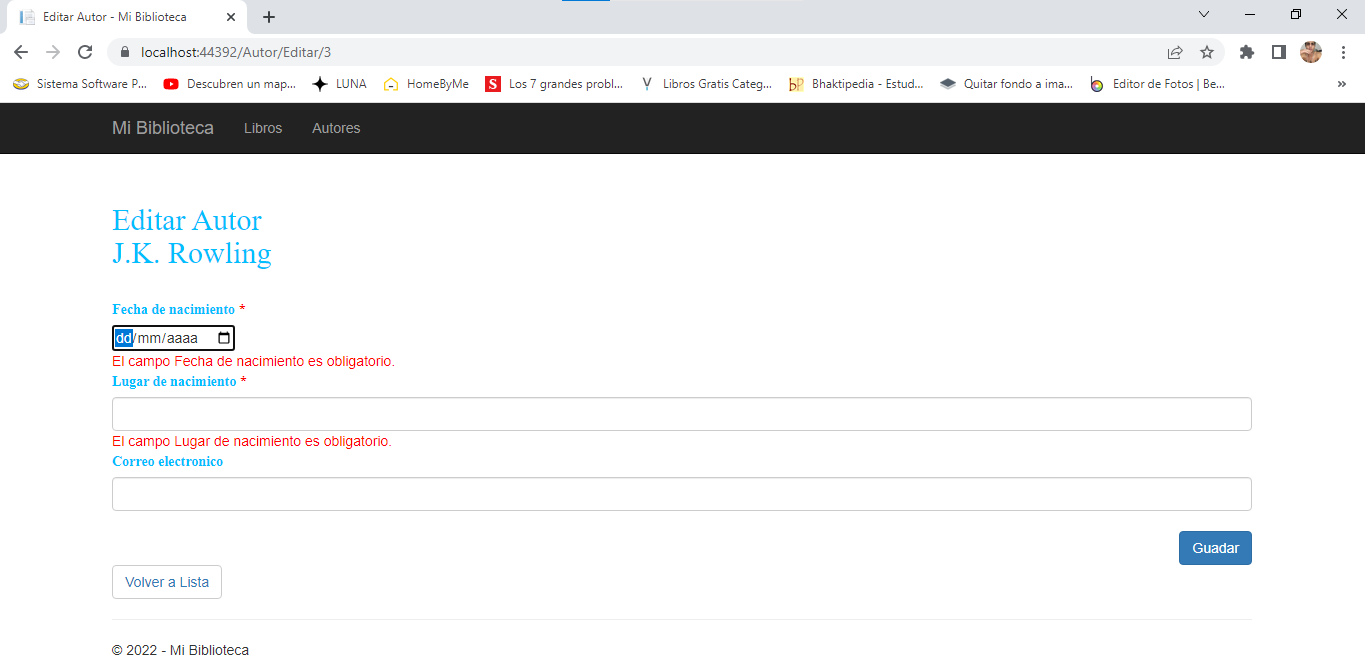 Editar Autor - Mi Biblioteca
localhost:44392/Autor/Editar/3
Sistema Software P... Descubren un map... LUNA HomeByMe Los 7 grandes probl... Libros Gratis Categ... Bhaktipedia - Estud... Quitar fondo a ima... Editor de Fotos | Be... »
Mi Biblioteca Libros Autores
Editar Autor
J.K. Rowling
Fecha de nacimiento *
dd/mm/aaaa
El campo Fecha de nacimiento es obligatorio.
Lugar de nacimiento *
El campo Lugar de nacimiento es obligatorio.
Correo electronico
Guadar
Volver a Lista
© 2022 - Mi Biblioteca